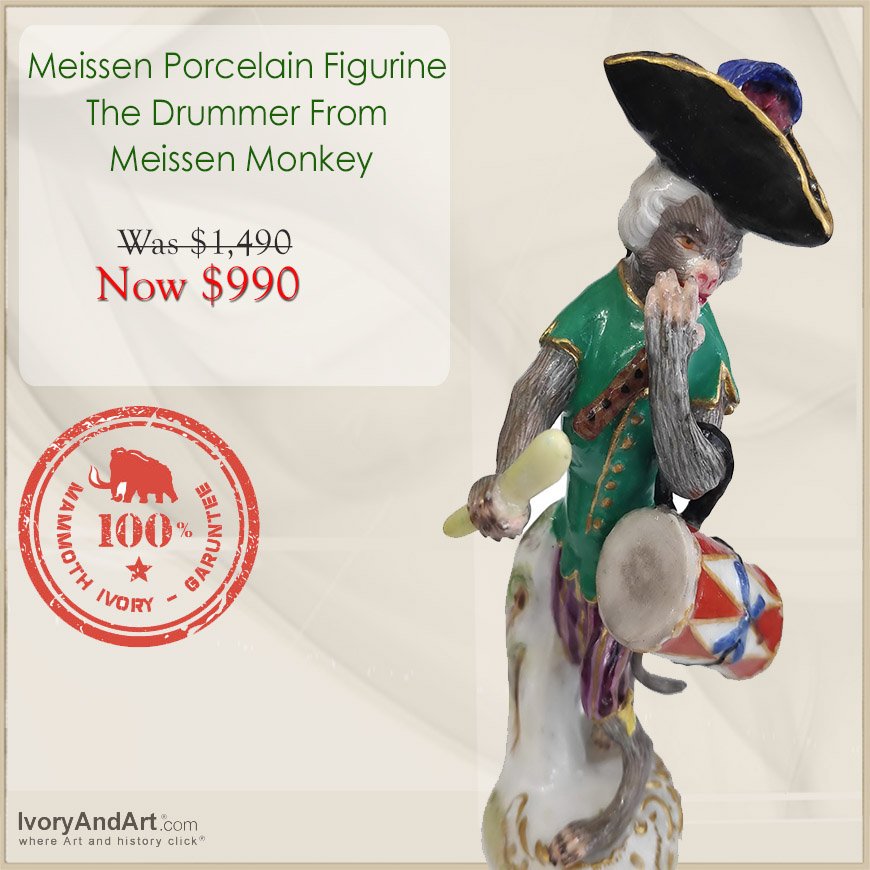 Meissen Porcelain Figurine
The Drummer From
Meissen Monkey
Was $1,490
Now $990
100%
MAMMOTH IVORY - GARUNTEE
IvoryAndArt®.com
where Art and history click®